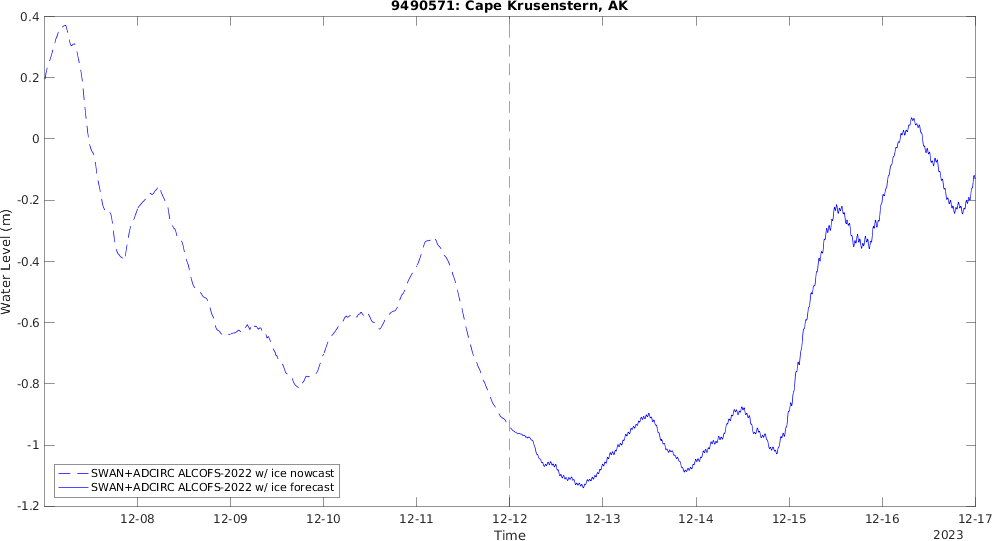 9490571: Cape Krusenstern, AK
Water Level (m)
0.4
0.2
0
-0.2
-0.4
-0.6
-0.8
-1
-1.2
SWAN+ADCIRC ALCOFS-2022 w/ ice nowcast
SWAN+ADCIRC ALCOFS-2022 w/ ice forecast
12-08 12-09 12-10 12-11 12-12 12-13 12-14 12-15 12-16 12-17
Time
2023